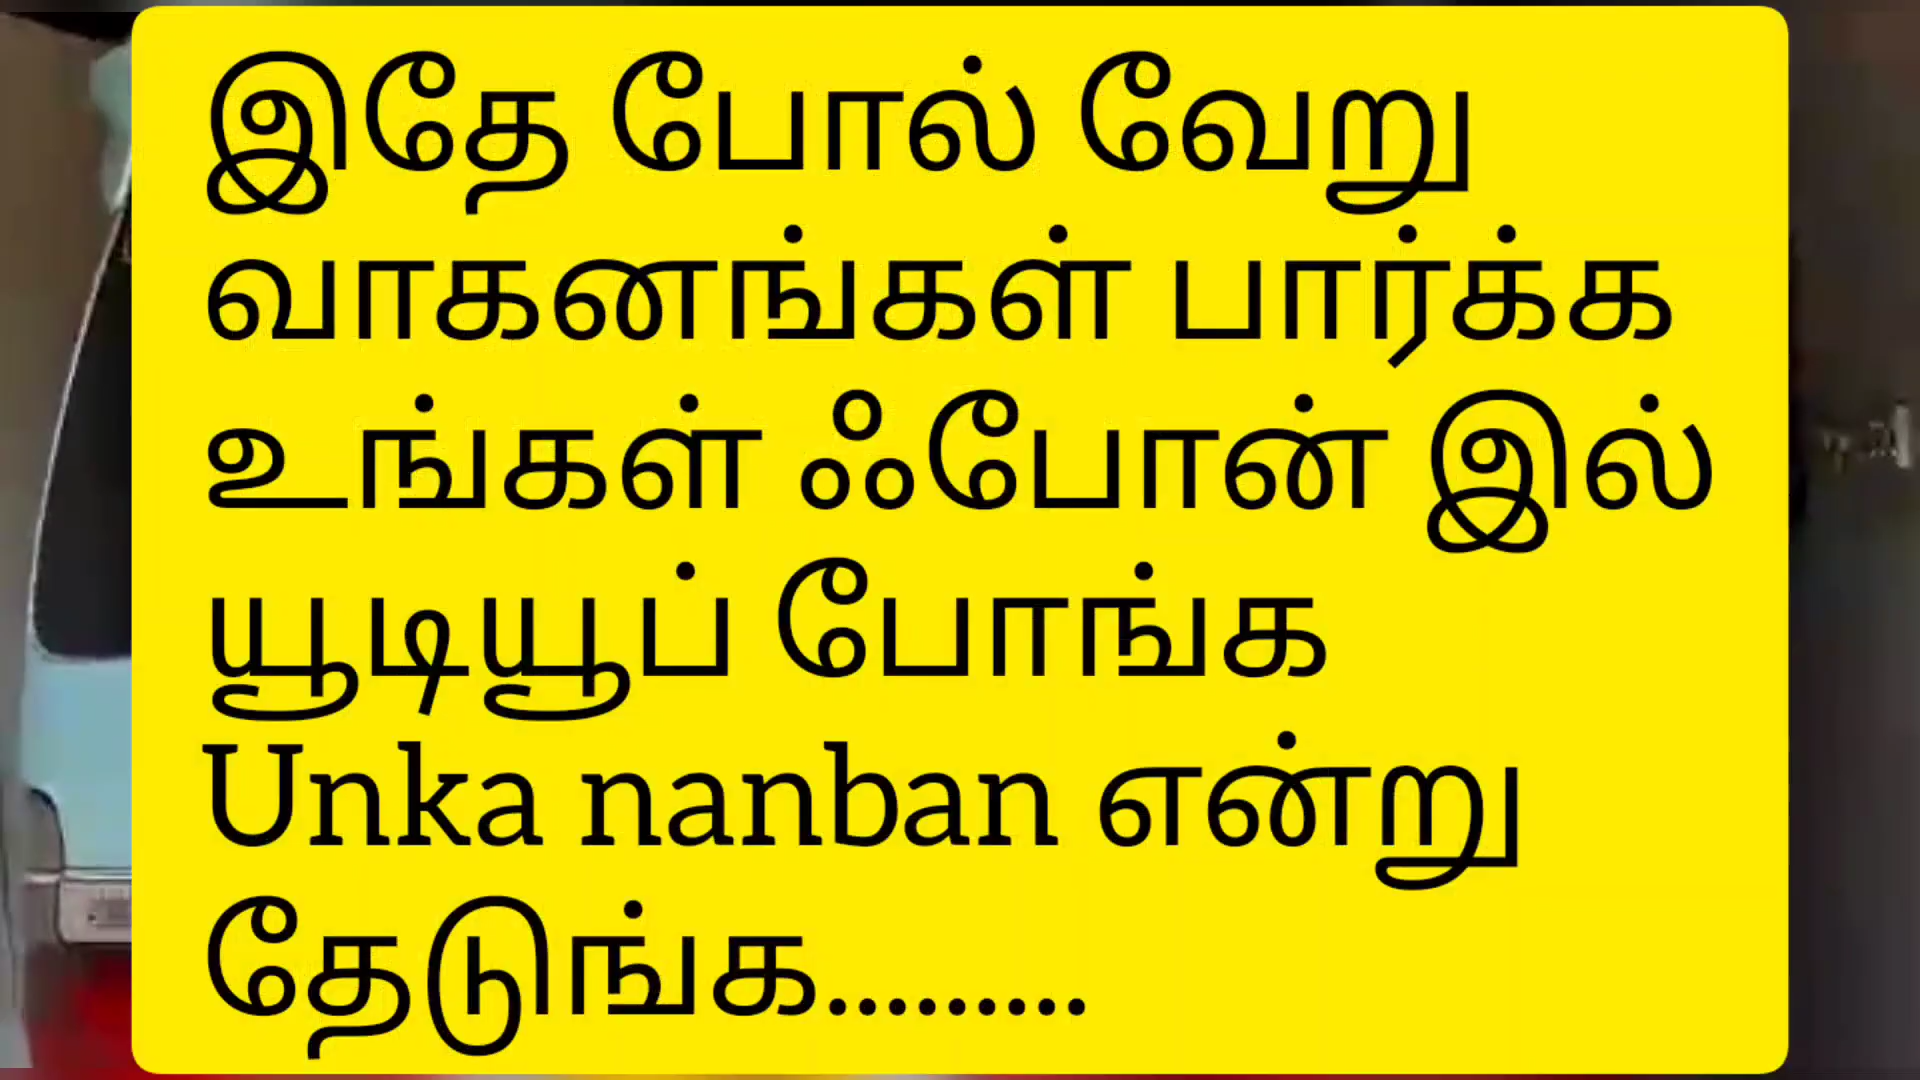 இதே போல் வேறு
வாகனங்கள் பார்க்க
உங்கள் ஃபோன் இல்
யூடியூப் போங்க
Unka nanban என்று
தேடுங்க.........